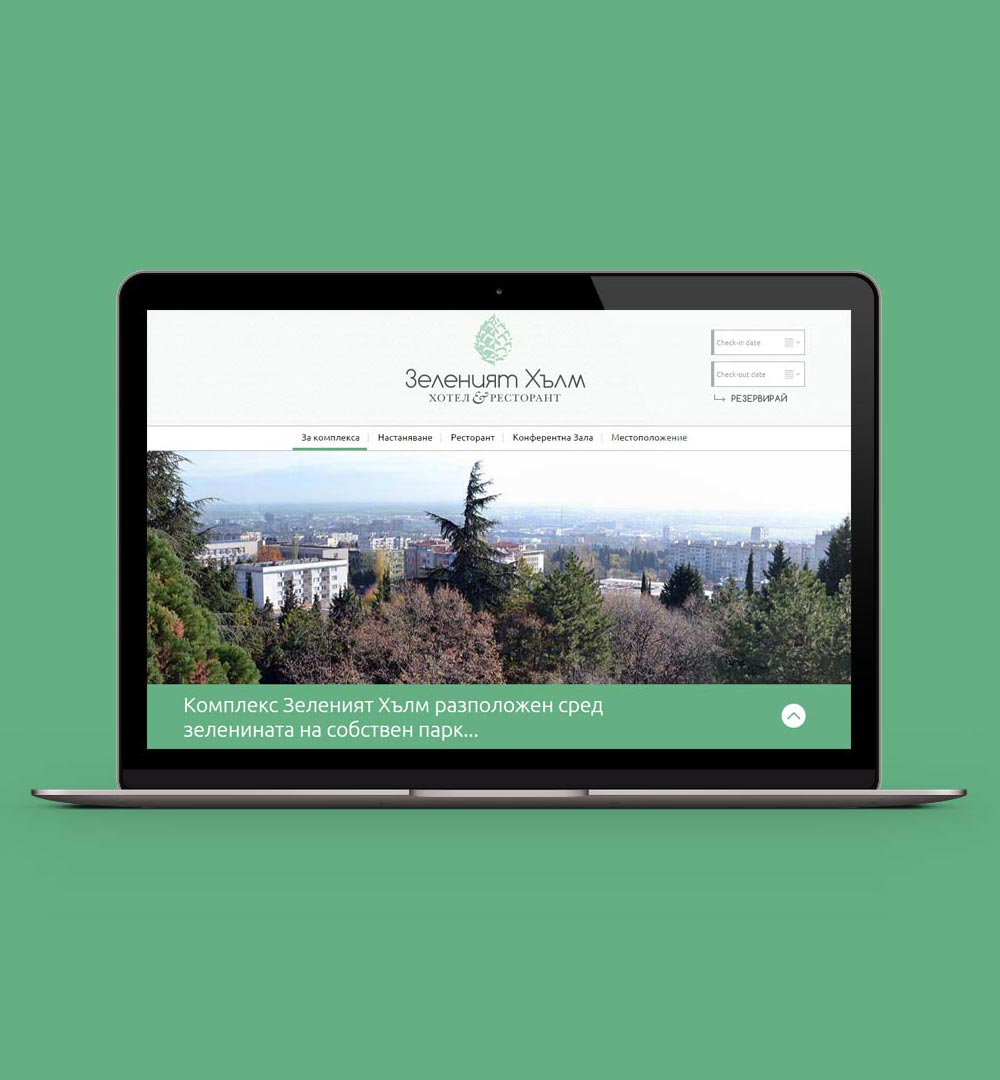 Зеленият Хълм
ХОТЕЛ & РЕСТОРАНТ
Check-in date
Check-out date
РЕЗЕРВИРАЙ
За комплекса | Настаняване | Ресторант | Конферентна Зала | Местоположение
Комплекс Зеленият Хълм разположен сред
зеленината на собствен парк...